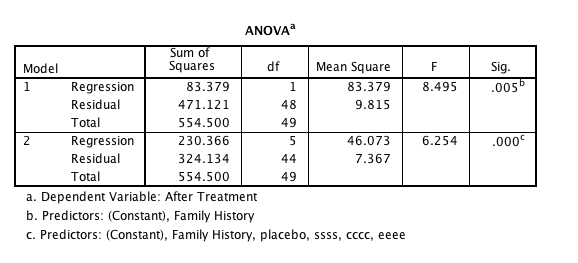 ANOVAa
Model Sum of Squares df Mean Square F Sig.
1 Regression 83.379 1 83.379 8.495 .005b
Residual 471.121 48 9.815
Total 554.500 49
2 Regression 230.366 5 46.073 6.254 .000c
Residual 324.134 44 7.367
Total 554.500 49
a. Dependent Variable: After Treatment
b. Predictors: (Constant), Family History
c. Predictors: (Constant), Family History, placebo, ssss, cccc, eeee